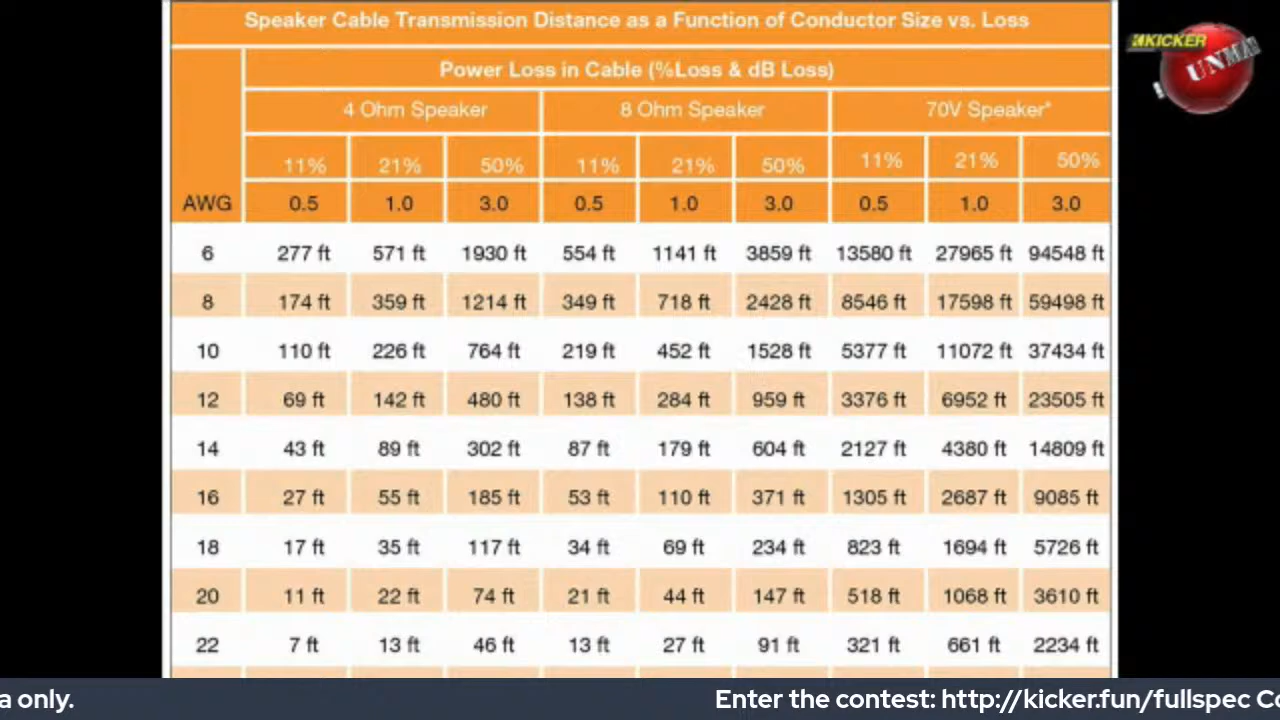 Speaker Cable Transmission Distance as a Function of Conductor Size vs. Loss
Power Loss in Cable (%Loss & dB Loss)
4 Ohm Speaker 8 Ohm Speaker 70V Speaker*
11% 21% 50% 11% 21% 50% 11% 21% 50%
AWG 0.5 1.0 3.0 0.5 1.0 3.0 0.5 1.0 3.0
6 277 ft 571 ft 1930 ft 554 ft 1141 ft 3859 ft 13580 ft 27965 ft 94548 ft
8 174 ft 359 ft 1214 ft 349 ft 718 ft 2428 ft 8546 ft 17598 ft 59498 ft
10 110 ft 226 ft 764 ft 219 ft 452 ft 1528 ft 5377 ft 11072 ft 37434 ft
12 69 ft 142 ft 480 ft 138 ft 284 ft 959 ft 3376 ft 6952 ft 23505 ft
14 43 ft 89 ft 302 ft 87 ft 179 ft 604 ft 2127 ft 4380 ft 14809 ft
16 27 ft 55 ft 185 ft 53 ft 110 ft 371 ft 1305 ft 2687 ft 9085 ft
18 17 ft 35 ft 117 ft 34 ft 69 ft 234 ft 823 ft 1694 ft 5726 ft
20 11 ft 22 ft 74 ft 21 ft 44 ft 147 ft 518 ft 1068 ft 3610 ft
22 7 ft 13 ft 46 ft 13 ft 27 ft 91 ft 321 ft 661 ft 2234 ft
KICKER
a only. Enter the contest: http://kicker.fun/fullspec Co